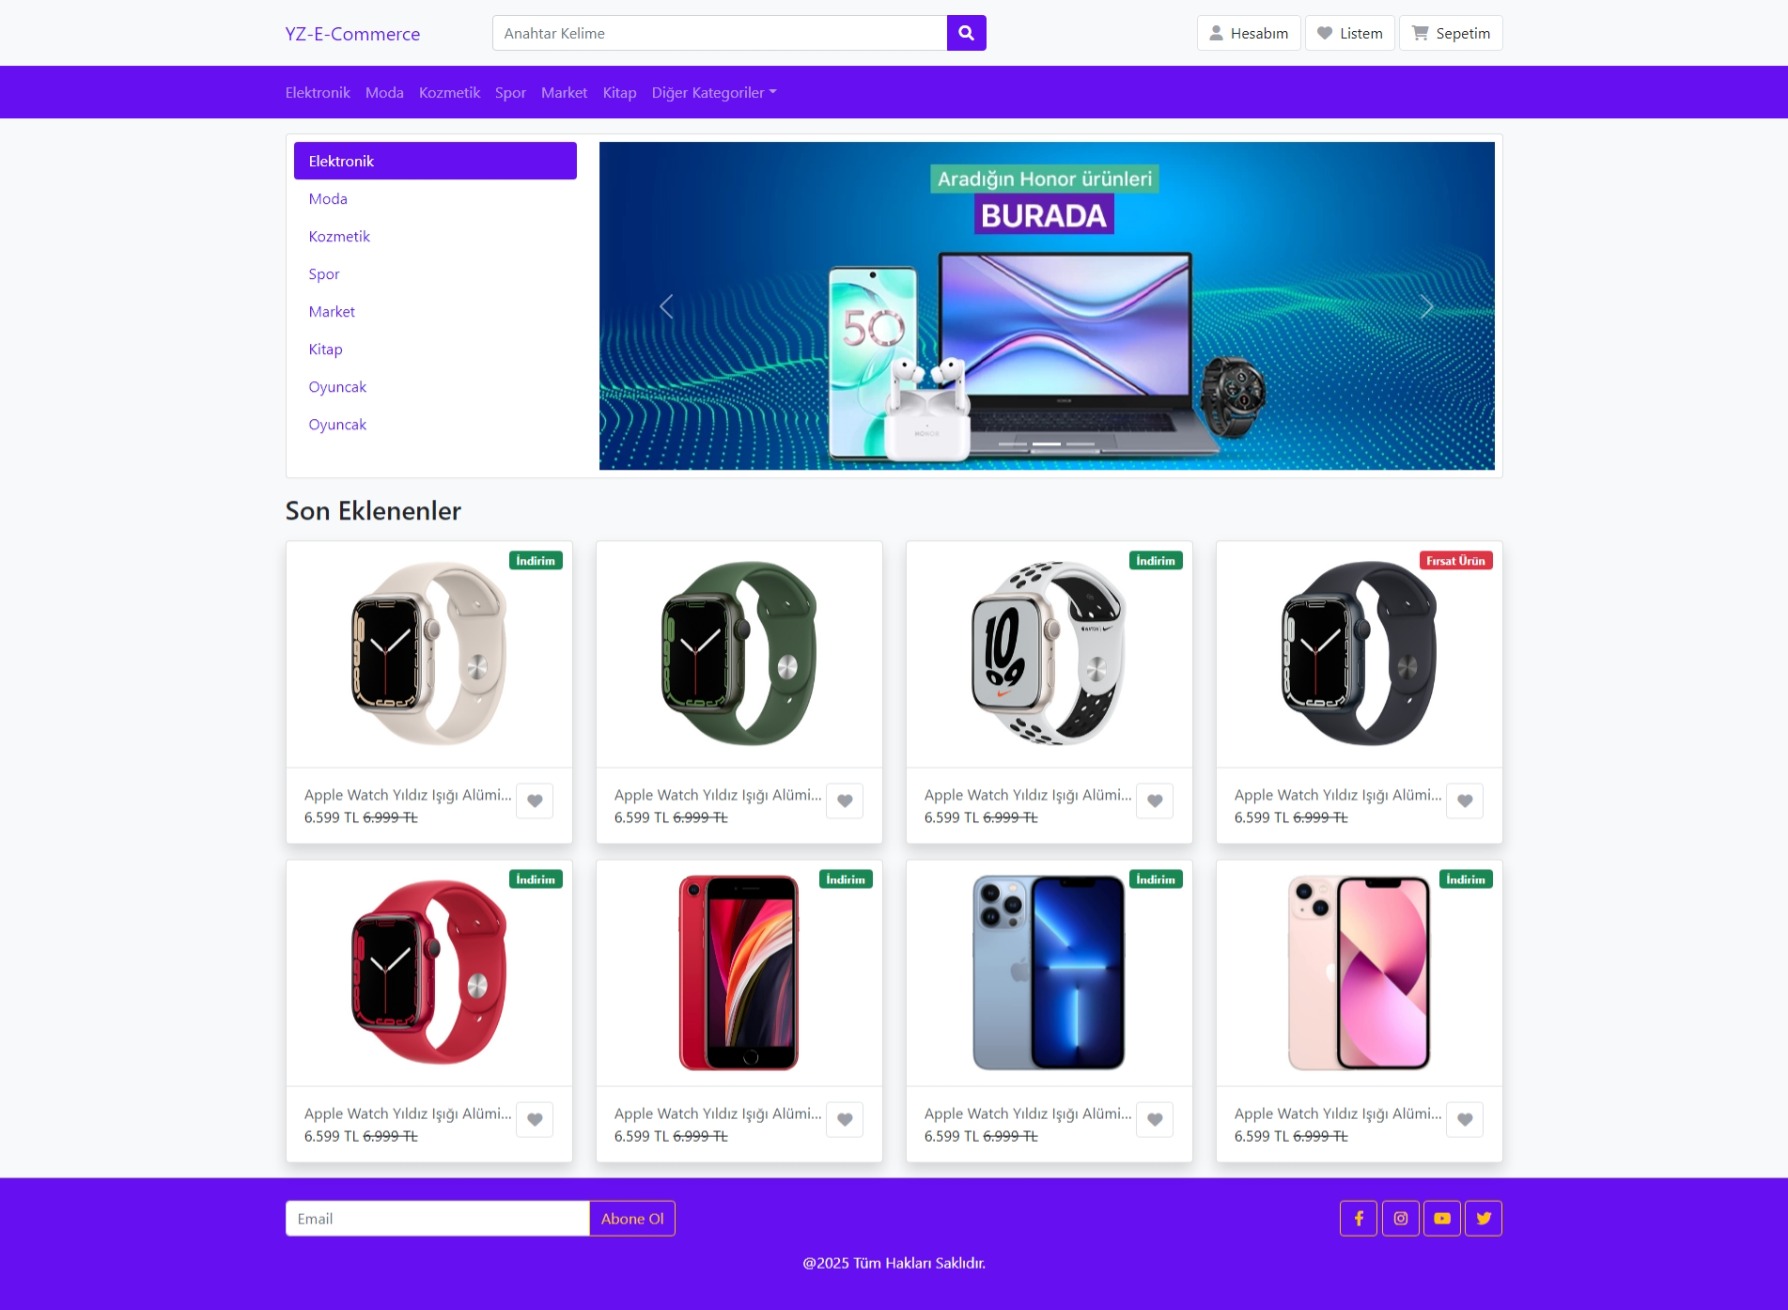 YZ-E-Commerce
Anahtar Kelime
Hesabım
Listem
Sepetim
Elektronik Moda Kozmetik Spor Market Kitap Diğer Kategoriler
Elektronik
Moda
Kozmetik
Spor
Market
Kitap
Oyuncak
Oyuncak
Aradığın Honor ürünleri
BURADA
50
HONOR
HONOR
Son Eklenenler
İndirim
İndirim
Fırsat Ürün
10
09
Apple Watch Yıldız Işığı Alümi...
6.599 TL 6.999 TL
Apple Watch Yıldız Işığı Alümi...
6.599 TL 6.999 TL
Apple Watch Yıldız Işığı Alümi...
6.599 TL 6.999 TL
Apple Watch Yıldız Işığı Alümi...
6.599 TL 6.999 TL
İndirim
İndirim
İndirim
İndirim
Apple Watch Yıldız Işığı Alümi...
6.599 TL 6.999 TL
Apple Watch Yıldız Işığı Alümi...
6.599 TL 6.999 TL
Apple Watch Yıldız Işığı Alümi...
6.599 TL 6.999 TL
Apple Watch Yıldız Işığı Alümi...
6.599 TL 6.999 TL
Email
Abone Ol
@2025 Tüm Hakları Saklıdır.